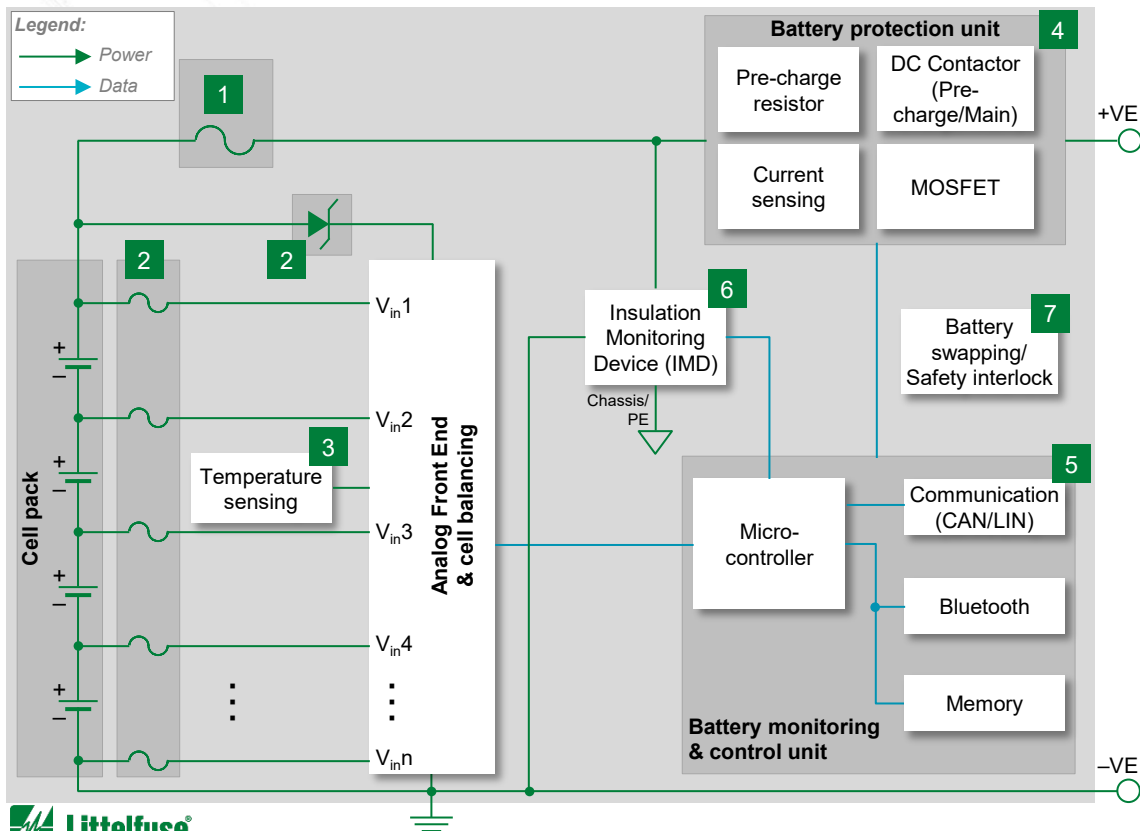 Legend:
Power
Data
1
Battery protection unit
4
Pre-charge
resistor
DC Contactor
(Pre-
charge/Main)
Current
sensing
MOSFET
+VE
2
2
Cell pack
+
–
+
–
+
–
+
–
Vin1
Vin2
Vin3
Vin4
Vinn
3
Temperature
sensing
Analog Front End
& cell balancing
6
Insulation
Monitoring
Device (IMD)
Chassis/
PE
7
Battery
swapping/
Safety interlock
5
Micro-
controller
Communication
(CAN/LIN)
Bluetooth
Memory
Battery monitoring
& control unit
–VE
Littelfuse®